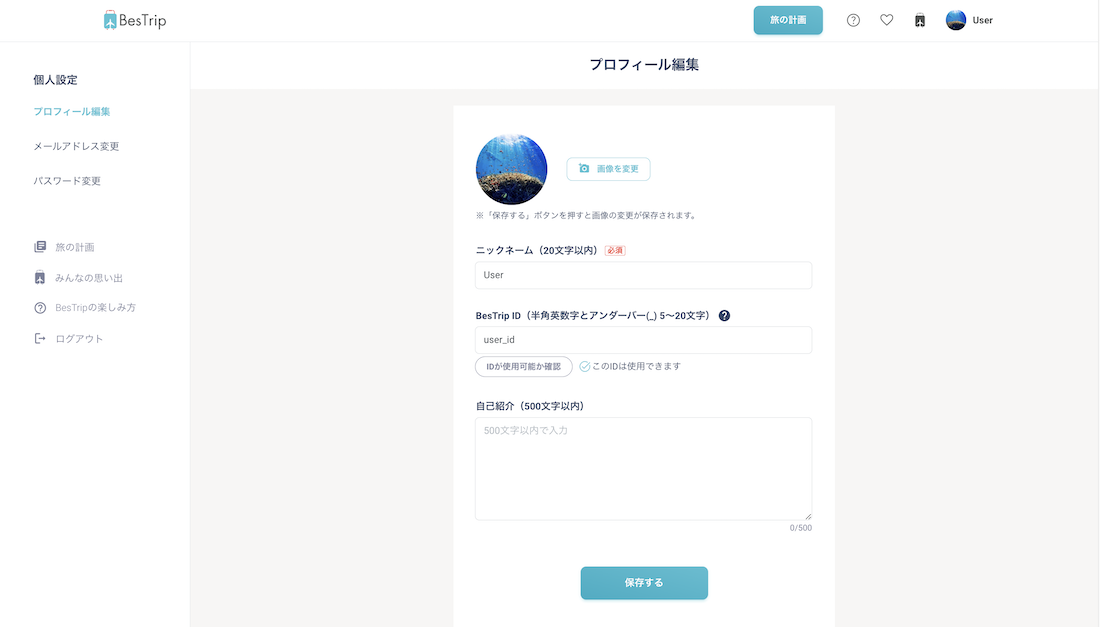 BesTrip
旅の計画
User
個人設定
プロフィール編集
メールアドレス変更
パスワード変更
旅の計画
みんなの思い出
BesTripの楽しみ方
ログアウト
プロフィール編集
画像を変更
※「保存する」ボタンを押すと画像の変更が保存されます。
ニックネーム（20文字以内） 必須
User
BesTrip ID（半角英数字とアンダーバー(_) 5〜20文字）
user_id
IDが使用可能か確認 このIDは使用できます
自己紹介（500文字以内）
500文字以内で入力
0/500
保存する